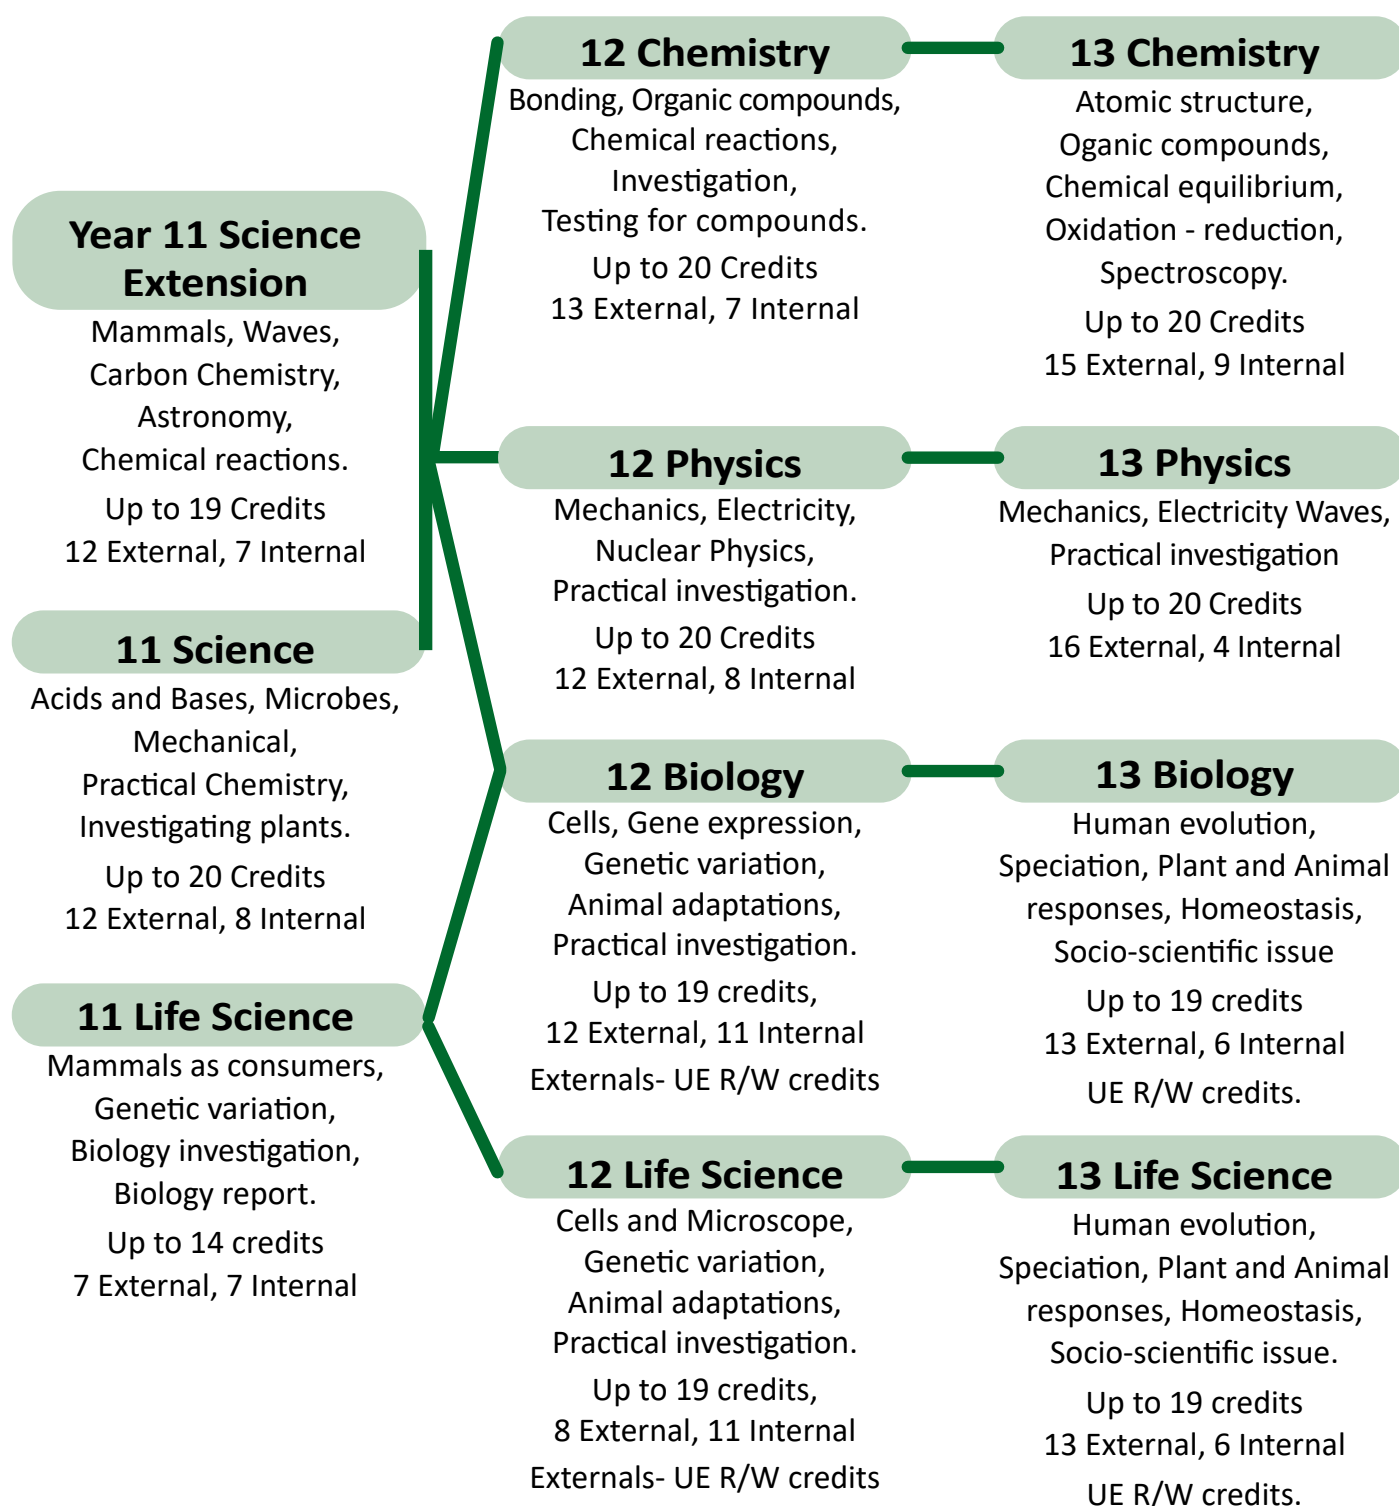 Year 11 Science
Extension
Mammals, Waves,
Carbon Chemistry,
Astronomy,
Chemical reactions.
Up to 19 Credits
12 External, 7 Internal
11 Science
Acids and Bases, Microbes,
Mechanical,
Practical Chemistry,
Investigating plants.
Up to 20 Credits
12 External, 8 Internal
11 Life Science
Mammals as consumers,
Genetic variation,
Biology investigation,
Biology report.
Up to 14 credits
7 External, 7 Internal
12 Chemistry
Bonding, Organic compounds,
Chemical reactions,
Investigation,
Testing for compounds.
Up to 20 Credits
13 External, 7 Internal
12 Physics
Mechanics, Electricity,
Nuclear Physics,
Practical investigation.
Up to 20 Credits
12 External, 8 Internal
12 Biology
Cells, Gene expression,
Genetic variation,
Animal adaptations,
Practical investigation.
Up to 19 credits,
12 External, 11 Internal
Externals- UE R/W credits
12 Life Science
Cells and Microscope,
Genetic variation,
Animal adaptations,
Practical investigation.
Up to 19 credits,
8 External, 11 Internal
Externals- UE R/W credits
13 Chemistry
Atomic structure,
Oganic compounds,
Chemical equilibrium,
Oxidation - reduction,
Spectroscopy.
Up to 20 Credits
15 External, 9 Internal
13 Physics
Mechanics, Electricity Waves,
Practical investigation
Up to 20 Credits
16 External, 4 Internal
13 Biology
Human evolution,
Speciation, Plant and Animal
responses, Homeostasis,
Socio-scientific issue
Up to 19 credits
13 External, 6 Internal
UE R/W credits.
13 Life Science
Human evolution,
Speciation, Plant and Animal
responses, Homeostasis,
Socio-scientific issue.
Up to 19 credits
13 External, 6 Internal
UE R/W credits.